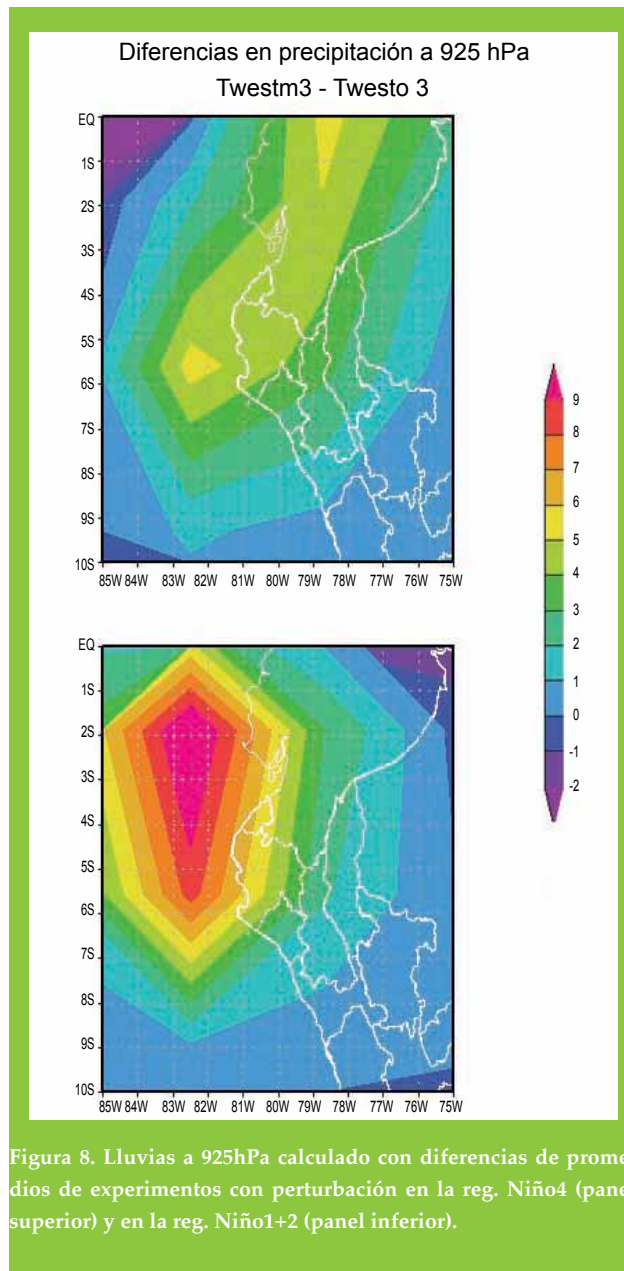 Diferencias en precipitación a 925 hPa
Twestm3 - Twesto 3
EQ
1S
2S
3S
4S
5S
6S
7S
8S
9S
10S
85W 84W 83W 82W 81W 80W 79W 78W 77W 76W 75W
9
8
7
6
5
4
3
2
1
0
-1
-2
EQ
1S
2S
3S
4S
5S
6S
7S
8S
9S
10S
85W 84W 83W 82W 81W 80W 79W 78W 77W 76W 75W
Figura 8. Lluvias a 925hPa calculado con diferencias de prome
dios de experimentos con perturbación en la reg. Niño4 (pane
superior) y en la reg. Niño1+2 (panel inferior).